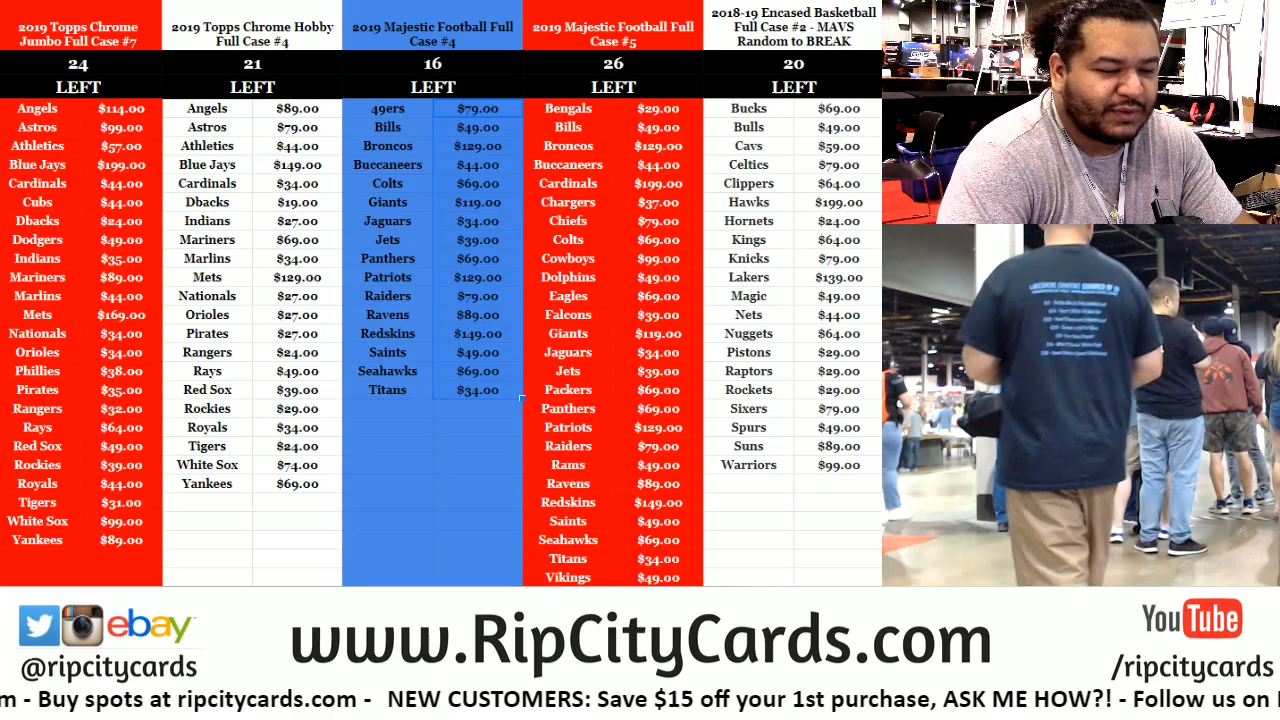 2019 Topps Chrome
Jumbo Full Case #7
24
LEFT
Angels $114.00
Astros $99.00
Athletics $57.00
Blue Jays $199.00
Cardinals $44.00
Cubs $44.00
Dbacks $24.00
Dodgers $49.00
Indians $35.00
Mariners $89.00
Marlins $44.00
Mets $169.00
Nationals $34.00
Orioles $34.00
Phillies $38.00
Pirates $35.00
Rangers $32.00
Rays $64.00
Red Sox $49.00
Rockies $39.00
Royals $44.00
Tigers $31.00
White Sox $99.00
Yankees $89.00
2019 Topps Chrome Hobby
Full Case #4
21
LEFT
Angels $89.00
Astros $79.00
Athletics $44.00
Blue Jays $149.00
Cardinals $34.00
Dbacks $19.00
Indians $27.00
Mariners $69.00
Marlins $34.00
Mets $129.00
Nationals $27.00
Orioles $27.00
Pirates $27.00
Rangers $24.00
Rays $49.00
Red Sox $39.00
Rockies $29.00
Royals $34.00
Tigers $24.00
White Sox $74.00
Yankees $69.00
2019 Majestic Football Full
Case #4
16
LEFT
49ers $79.00
Bills $49.00
Broncos $129.00
Buccaneers $44.00
Colts $69.00
Giants $119.00
Jaguars $34.00
Jets $39.00
Panthers $69.00
Patriots $129.00
Raiders $79.00
Ravens $89.00
Redskins $149.00
Saints $49.00
Seahawks $69.00
Titans $34.00
2019 Majestic Football Full
Case #5
26
LEFT
Bengals $29.00
Bills $49.00
Broncos $129.00
Buccaneers $44.00
Cardinals $199.00
Chargers $37.00
Chiefs $79.00
Colts $69.00
Cowboys $99.00
Dolphins $49.00
Eagles $69.00
Falcons $39.00
Giants $119.00
Jaguars $34.00
Jets $39.00
Packers $69.00
Panthers $69.00
Patriots $129.00
Raiders $79.00
Rams $49.00
Ravens $89.00
Redskins $149.00
Saints $49.00
Seahawks $69.00
Titans $34.00
Vikings $49.00
2018-19 Encased Basketball
Full Case #2 - MAVS
Random to BREAK
20
LEFT
Bucks $69.00
Bulls $49.00
Cavs $59.00
Celtics $79.00
Clippers $64.00
Hawks $199.00
Hornets $24.00
Kings $64.00
Knicks $79.00
Lakers $139.00
Magic $49.00
Nets $44.00
Nuggets $64.00
Pistons $29.00
Raptors $29.00
Rockets $29.00
Sixers $79.00
Spurs $49.00
Suns $89.00
Warriors $99.00
ebay
@ripcitycards
www.RipCityCards.com
YouTube
/ripcitycards
m - Buy spots at ripcitycards.com - NEW CUSTOMERS: Save $15 off your 1st purchase, ASK ME HOW?! - Follow us on